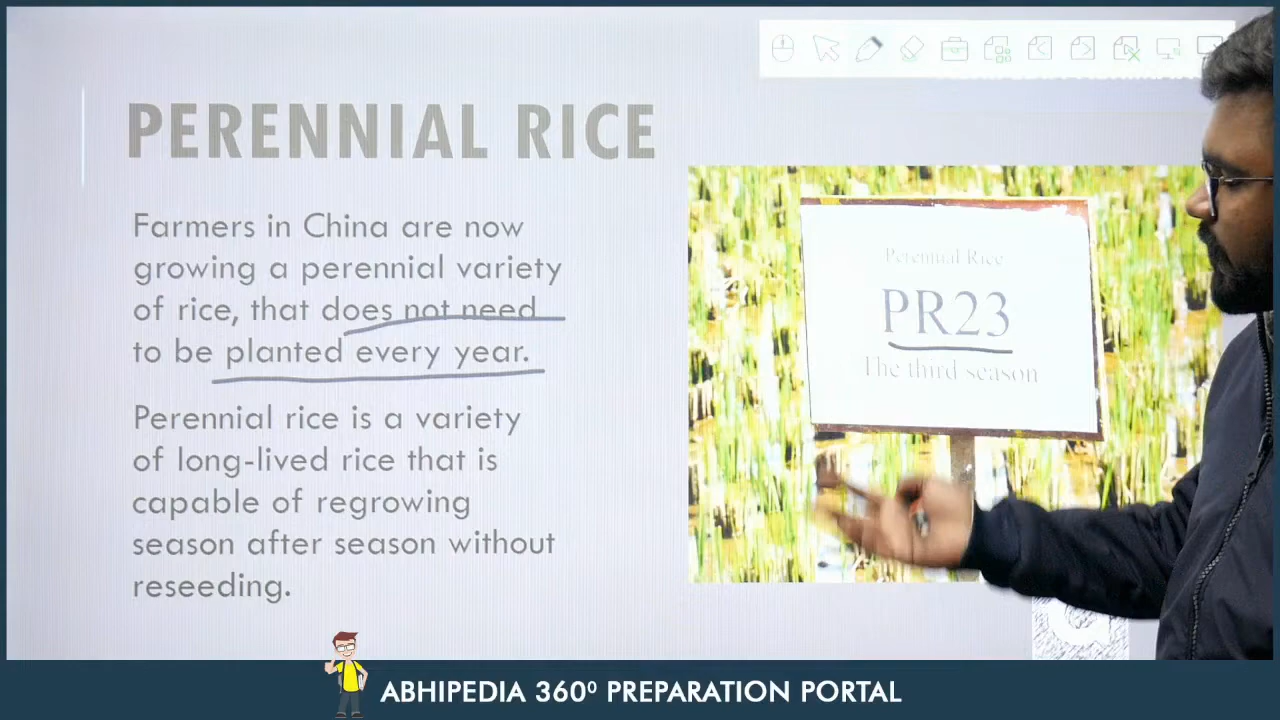 PERENNIAL RICE
Farmers in China are now
growing a perennial variety
of rice, that does not need
to be planted every year.
Perennial rice is a variety
of long-lived rice that is
capable of regrowing
season after season without
reseeding.
Perennial Rice
PR23
The third season
ABHIPEDIA 360⁰ PREPARATION PORTAL